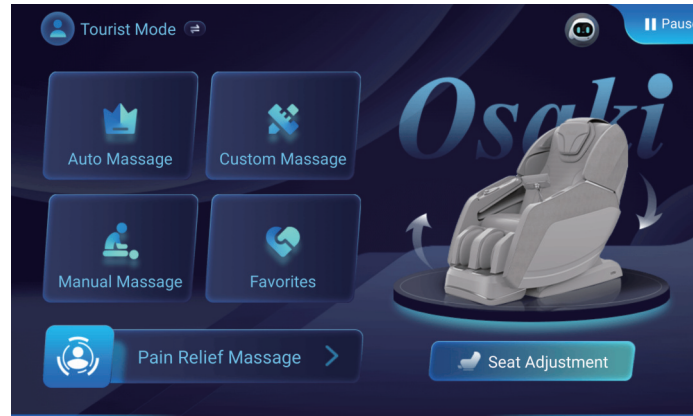 Tourist Mode
Pause
Osaki
Auto Massage
Custom Massage
Manual Massage
Favorites
Pain Relief Massage
Seat Adjustment